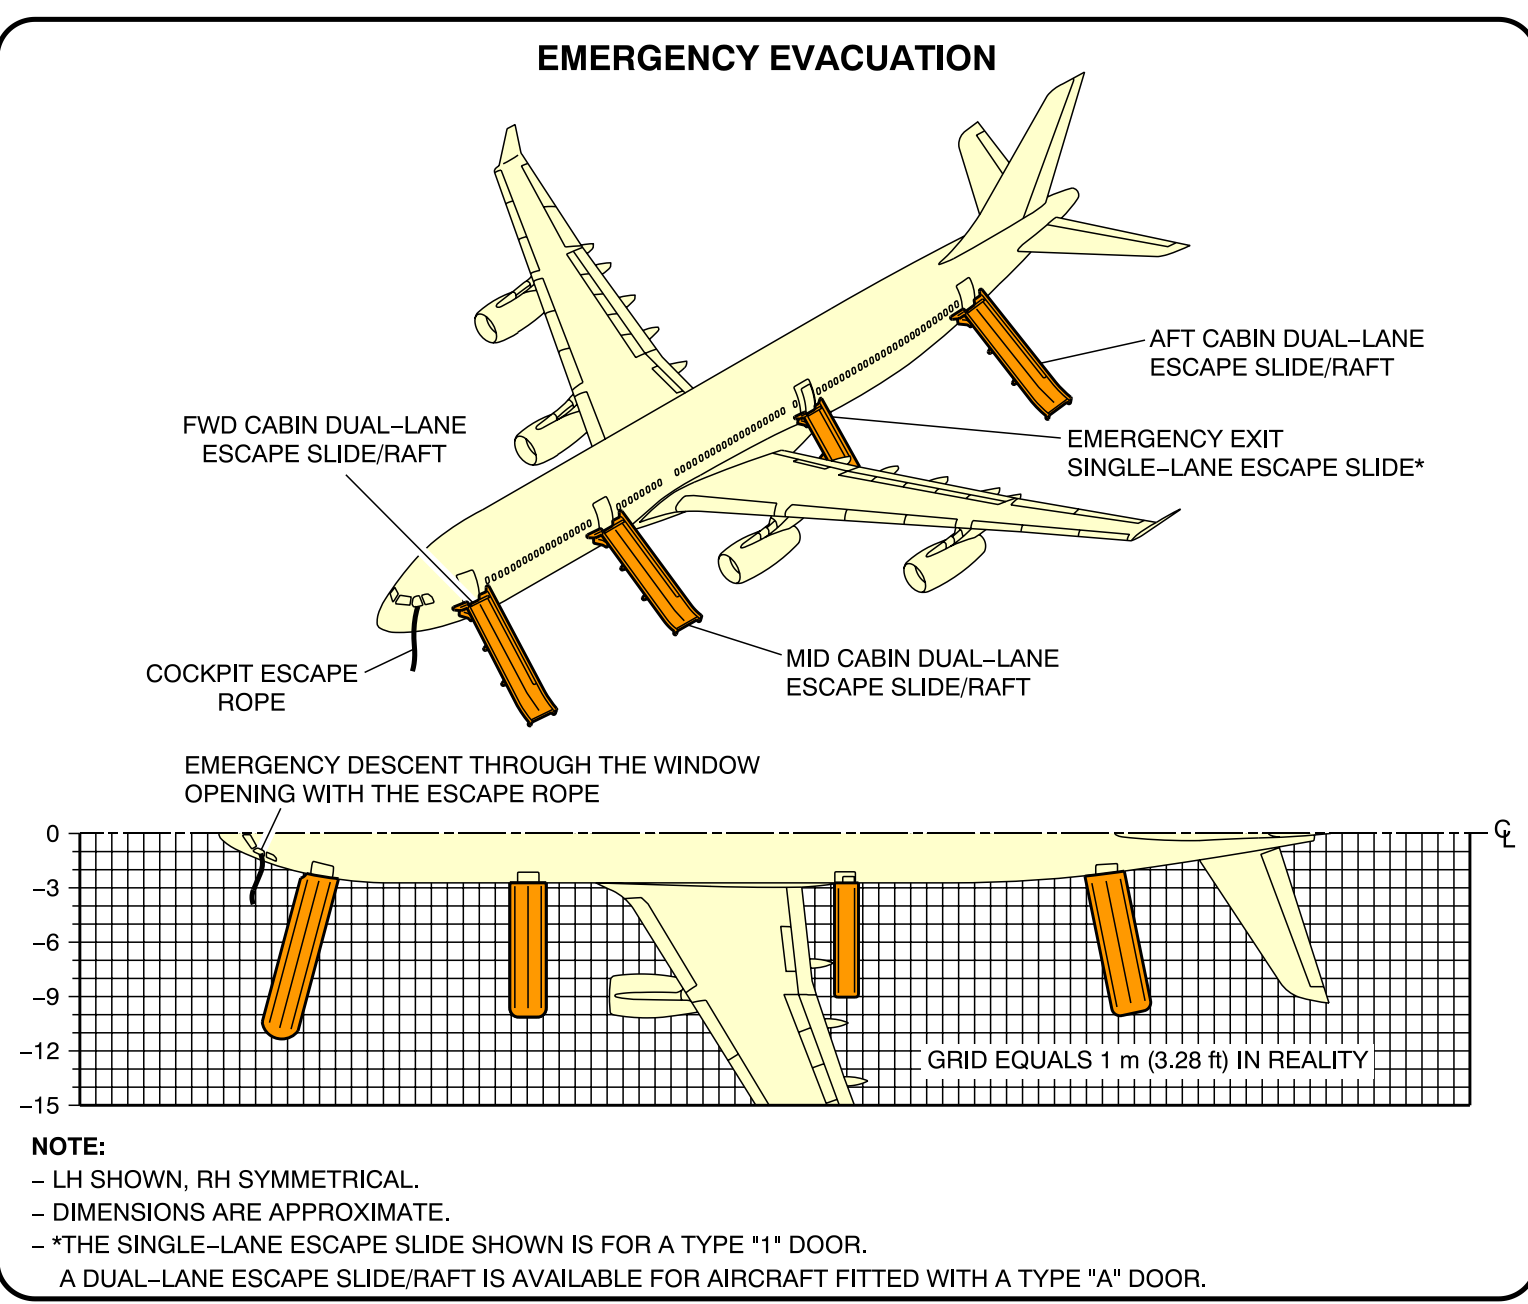 EMERGENCY EVACUATION
AFT CABIN DUAL–LANE
ESCAPE SLIDE/RAFT
FWD CABIN DUAL–LANE
ESCAPE SLIDE/RAFT
EMERGENCY EXIT
SINGLE–LANE ESCAPE SLIDE*
MID CABIN DUAL–LANE
ESCAPE SLIDE/RAFT
COCKPIT ESCAPE
ROPE
EMERGENCY DESCENT THROUGH THE WINDOW
OPENING WITH THE ESCAPE ROPE
0
CL
–3
–6
–9
–12
–15
GRID EQUALS 1 m (3.28 ft) IN REALITY
NOTE:
– LH SHOWN, RH SYMMETRICAL.
– DIMENSIONS ARE APPROXIMATE.
– *THE SINGLE–LANE ESCAPE SLIDE SHOWN IS FOR A TYPE "1" DOOR.
A DUAL–LANE ESCAPE SLIDE/RAFT IS AVAILABLE FOR AIRCRAFT FITTED WITH A TYPE "A" DOOR.